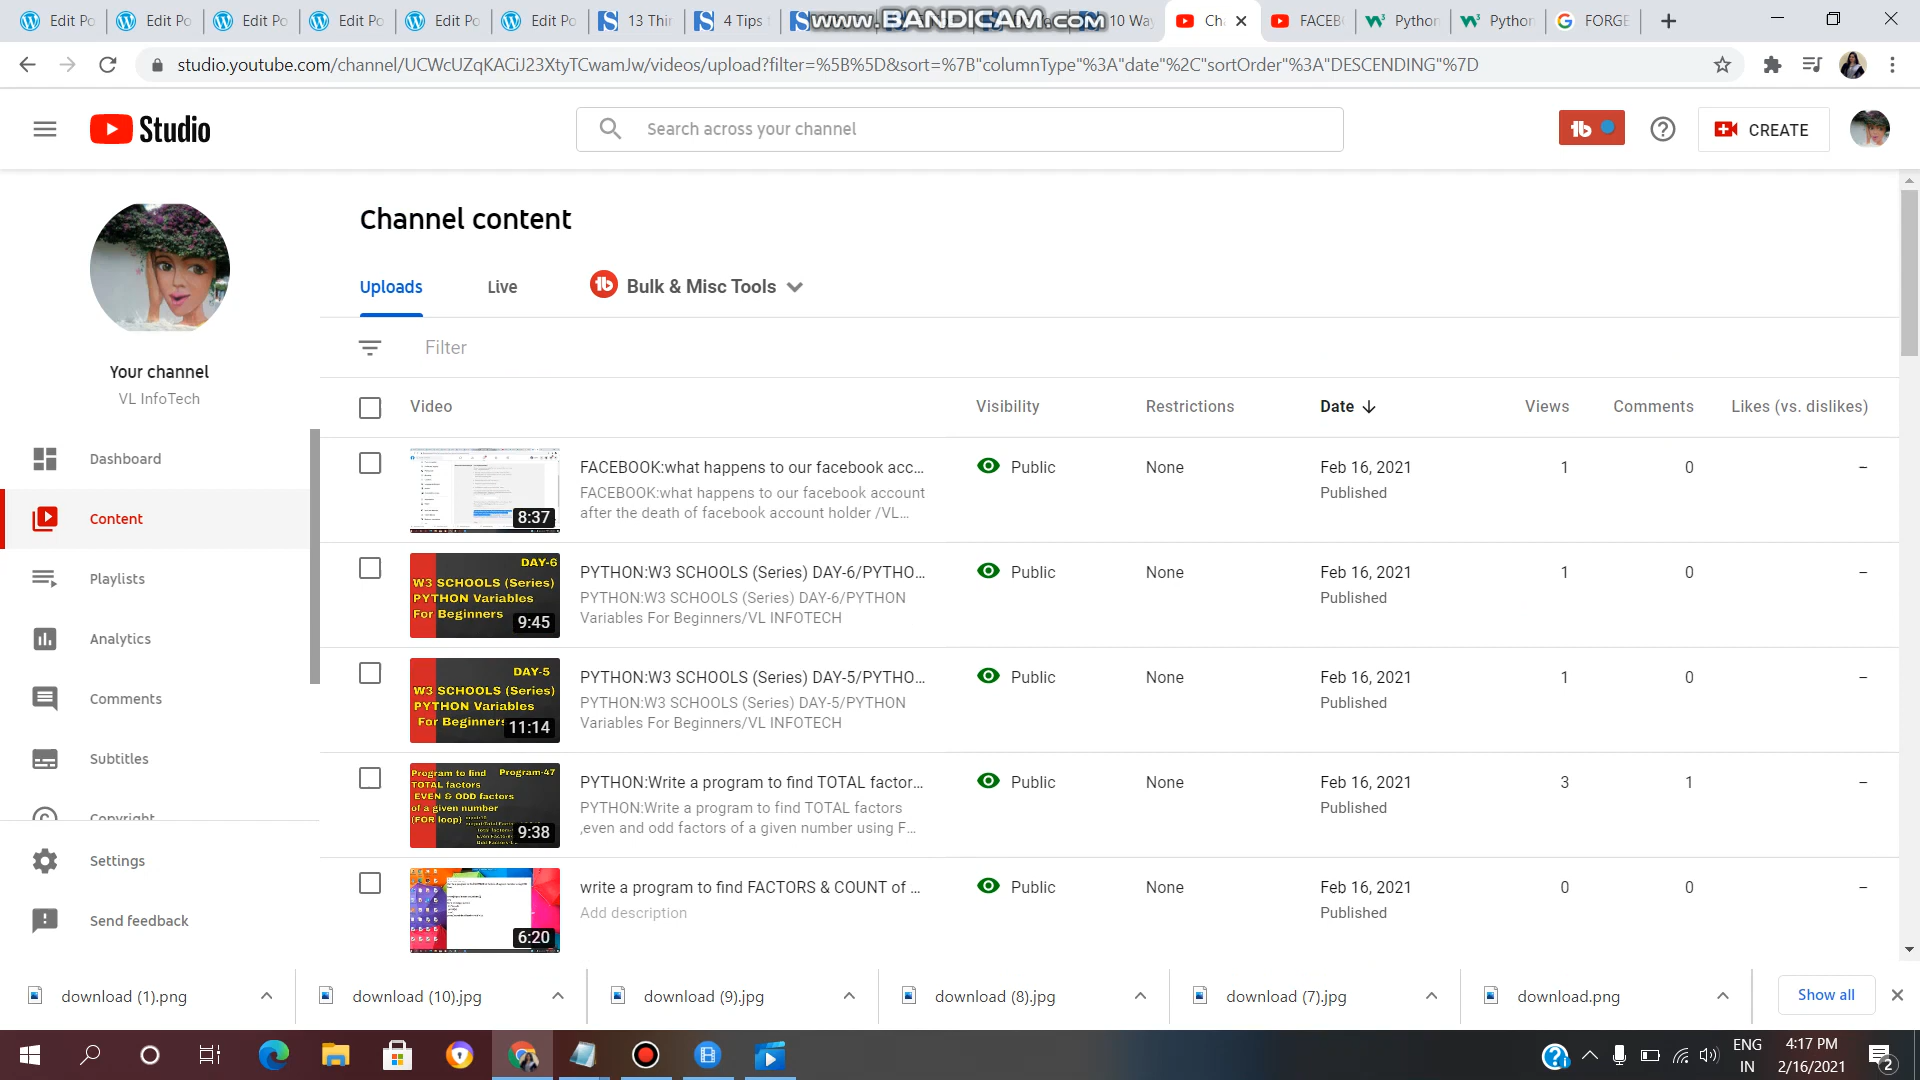 Edit Po
Edit Po
Edit Po
Edit Po
Edit Po
Edit Po
13 Thir
4 Tips
www.BANDICAM.com
10 Way
Ch
FACEB
Python
Python
FORGE
studio.youtube.com/channel/UCWcUZqKACiJ23XtyTCwamJw/videos/upload?filter=%5B%5D&sort=%7B"columnType"%3A"date"%2C"sortOrder"%3A"DESCENDING"%7D
Studio
Search across your channel
CREATE
Channel content
Uploads
Live
Bulk & Misc Tools
Filter
Your channel
VL InfoTech
Dashboard
Content
Playlists
Analytics
Comments
Subtitles
Copyright
Settings
Send feedback
Video
Visibility
Restrictions
Date
Views
Comments
Likes (vs. dislikes)
8:37
FACEBOOK:what happens to our facebook acc...
FACEBOOK:what happens to our facebook account
after the death of facebook account holder /VL...
Public
None
Feb 16, 2021
Published
1
0
–
DAY-6
W3 SCHOOLS (Series)
PYTHON Variables
For Beginners
9:45
PYTHON:W3 SCHOOLS (Series) DAY-6/PYTHO...
PYTHON:W3 SCHOOLS (Series) DAY-6/PYTHON
Variables For Beginners/VL INFOTECH
Public
None
Feb 16, 2021
Published
1
0
–
DAY-5
W3 SCHOOLS (Series)
PYTHON Variables
For Beginners
11:14
PYTHON:W3 SCHOOLS (Series) DAY-5/PYTHO...
PYTHON:W3 SCHOOLS (Series) DAY-5/PYTHON
Variables For Beginners/VL INFOTECH
Public
None
Feb 16, 2021
Published
1
0
–
Program to find Program-47
TOTAL factors
EVEN & ODD factors
of a given number
(FOR loop)
9:38
PYTHON:Write a program to find TOTAL factor...
PYTHON:Write a program to find TOTAL factors
,even and odd factors of a given number using F...
Public
None
Feb 16, 2021
Published
3
1
–
6:20
write a program to find FACTORS & COUNT of ...
Add description
Public
None
Feb 16, 2021
Published
0
0
–
download (1).png
download (10).jpg
download (9).jpg
download (8).jpg
download (7).jpg
download.png
Show all
ENG
IN
4:17 PM
2/16/2021
2